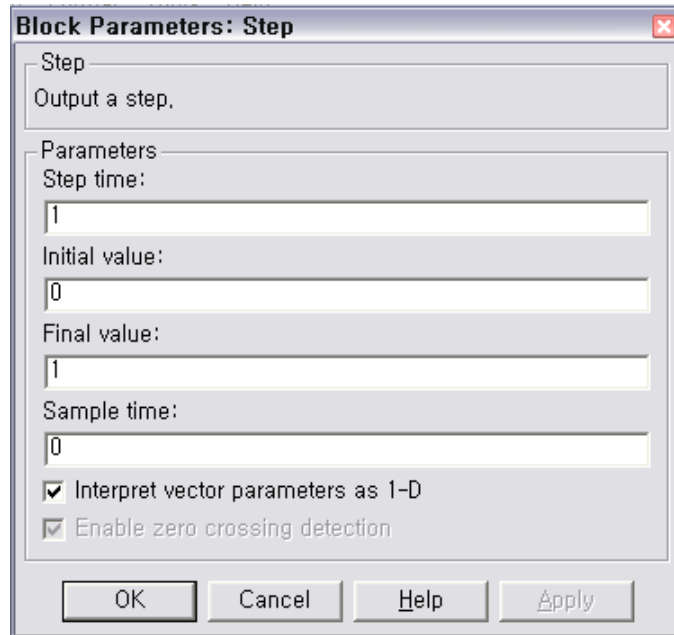 Block Parameters: Step
Step
Output a step.
Parameters
Step time:
1
Initial value:
0
Final value:
1
Sample time:
0
Interpret vector parameters as 1-D
Enable zero crossing detection
OK Cancel Help Apply